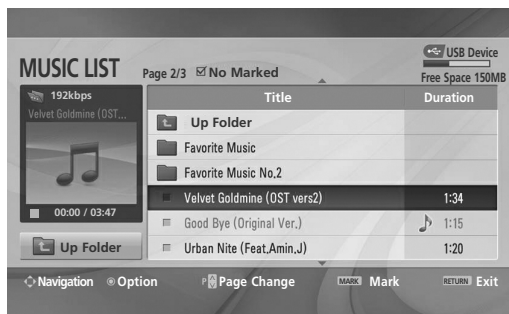 USB Device
MUSIC LIST
Page 2/3 ☑ No Marked
Free Space 150MB
192kbps
Velvet Goldmine (OST...
00:00 / 03:47
Up Folder
Title Duration
Up Folder
Favorite Music
Favorite Music No,2
Velvet Goldmine (OST vers2) 1:34
Good Bye (Original Ver,) 1:15
Urban Nite (Feat,Amin,J) 1:20
Navigation Option P Page Change MARK Mark RETURN Exit